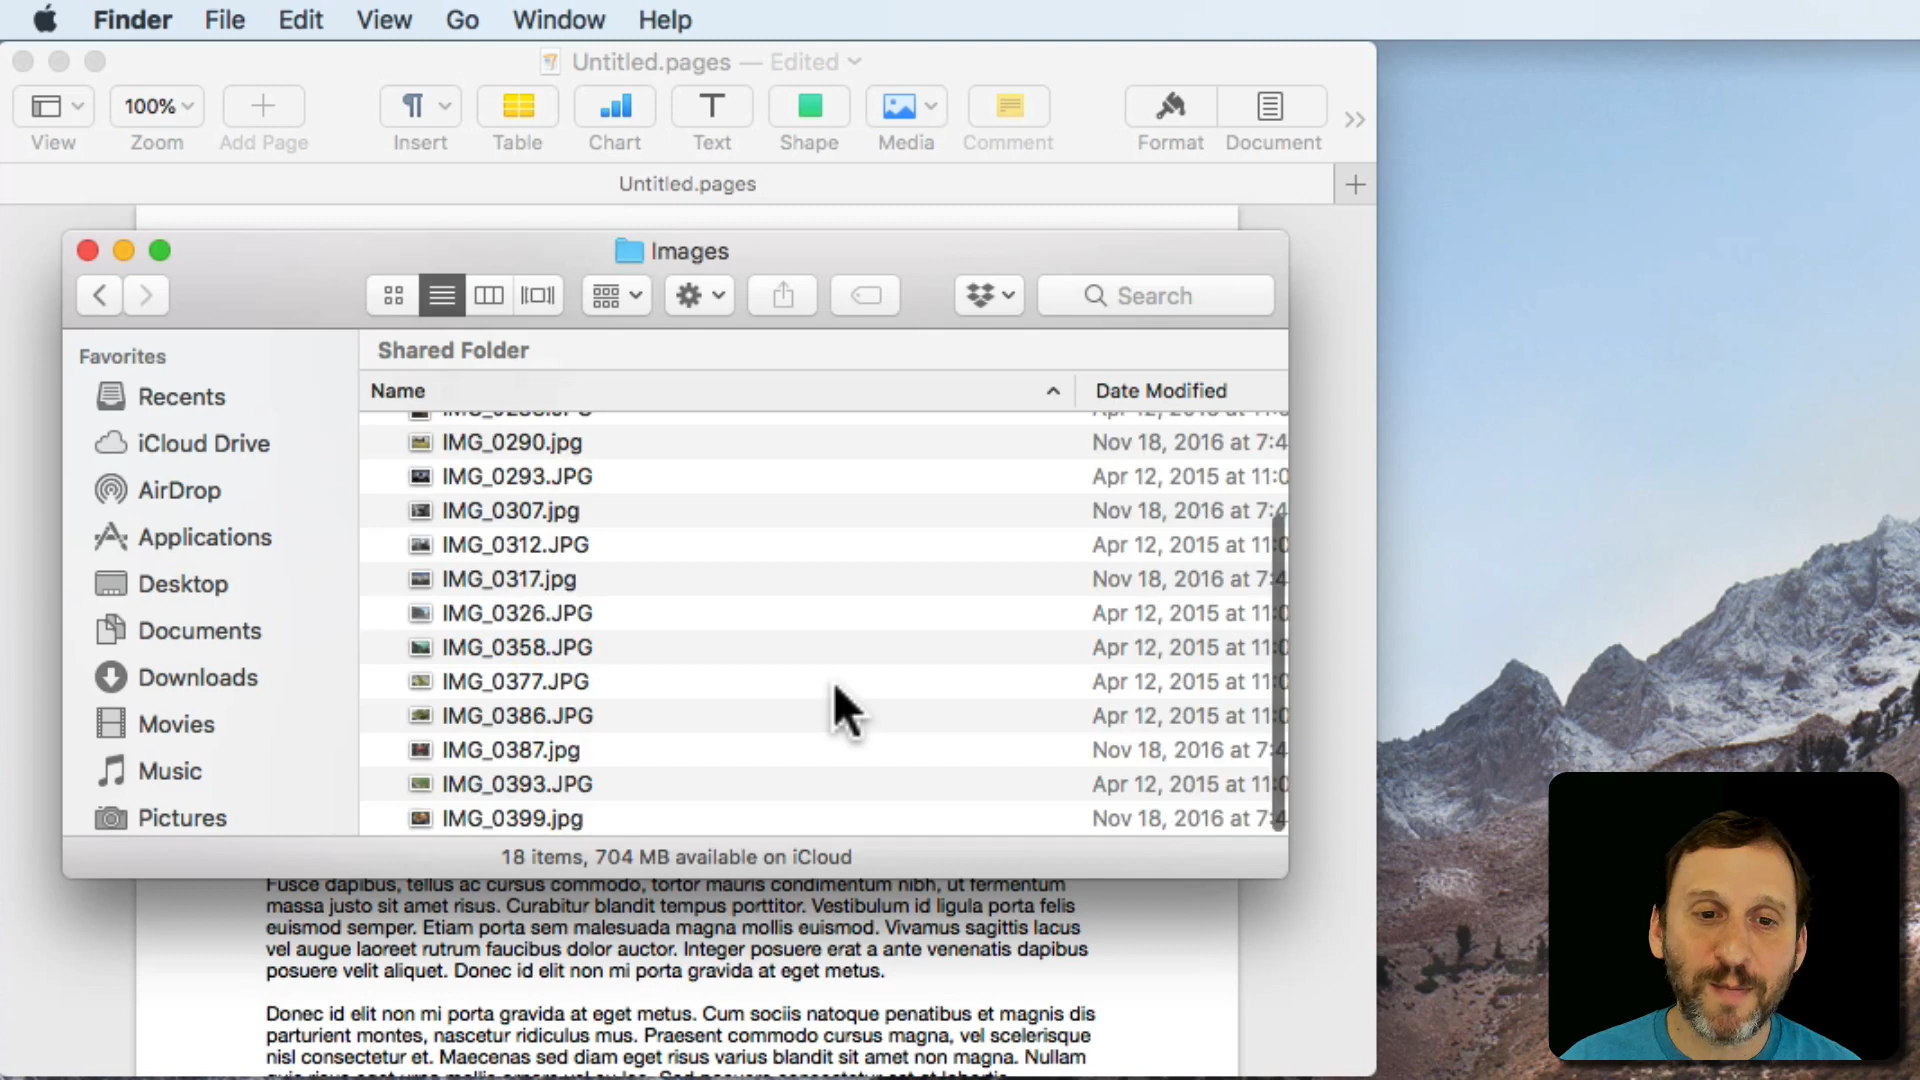 Finder File Edit View Go Window Help
Untitled.pages — Edited
100%
View Zoom Add Page Insert Table Chart Text Shape Media Comment Format Document
Untitled.pages
Images
Search
Favorites
Recents
iCloud Drive
AirDrop
Applications
Desktop
Documents
Downloads
Movies
Music
Pictures
Shared Folder
Name Date Modified
IMG_0290.jpg Nov 18, 2016 at 7:4
IMG_0293.JPG Apr 12, 2015 at 11:0
IMG_0307.jpg Nov 18, 2016 at 7:4
IMG_0312.JPG Apr 12, 2015 at 11:0
IMG_0317.jpg Nov 18, 2016 at 7:4
IMG_0326.JPG Apr 12, 2015 at 11:0
IMG_0358.JPG Apr 12, 2015 at 11:0
IMG_0377.JPG Apr 12, 2015 at 11:0
IMG_0386.JPG Apr 12, 2015 at 11:0
IMG_0387.jpg Nov 18, 2016 at 7:4
IMG_0393.JPG Apr 12, 2015 at 11:0
IMG_0399.jpg Nov 18, 2016 at 7:4
18 items, 704 MB available on iCloud
Fusce dapibus, tellus ac cursus commodo, tortor mauris condimentum nibh, ut fermentum
massa justo sit amet risus. Curabitur blandit tempus porttitor. Vestibulum id ligula porta felis
euismod semper. Etiam porta sem malesuada magna mollis euismod. Vivamus sagittis lacus
vel augue laoreet rutrum faucibus dolor auctor. Integer posuere erat a ante venenatis dapibus
posuere velit aliquet. Donec id elit non mi porta gravida at eget metus.
Donec id elit non mi porta gravida at eget metus. Cum sociis natoque penatibus et magnis dis
parturient montes, nascetur ridiculus mus. Praesent commodo cursus magna, vel scelerisque
nisl consectetur et. Maecenas sed diam eget risus varius blandit sit amet non magna. Nullam